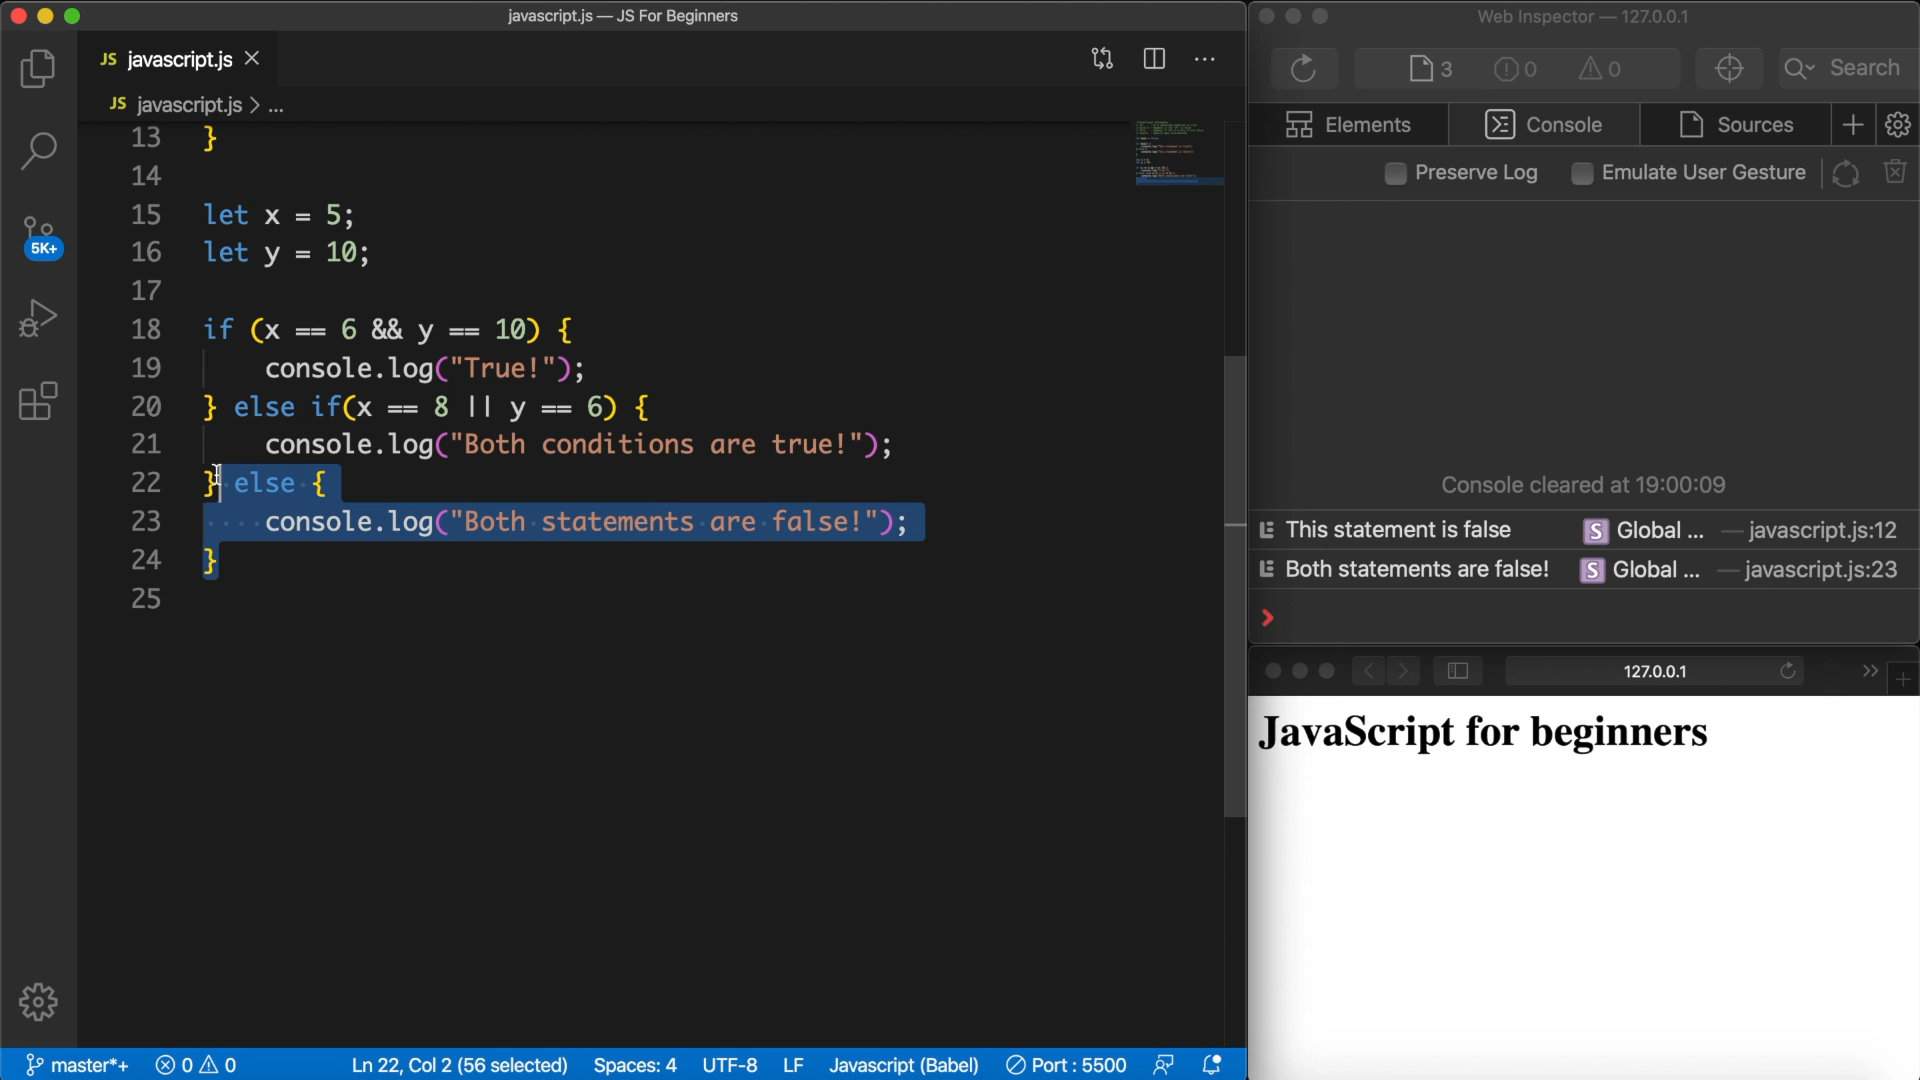 javascript.js — JS For Beginners
JS javascript.js
JS javascript.js > ...
13 }
14
15 let x = 5;
16 let y = 10;
17
18 if (x == 6 && y == 10) {
19 console.log("True!");
20 } else if(x == 8 || y == 6) {
21 console.log("Both conditions are true!");
22 } else {
23 console.log("Both statements are false!");
24 }
25
5K+
master*+ 0 0 Ln 22, Col 2 (56 selected) Spaces: 4 UTF-8 LF Javascript (Babel) Port : 5500
Web Inspector — 127.0.0.1
3 0 0 Search
Elements Console Sources
Preserve Log Emulate User Gesture
Console cleared at 19:00:09
This statement is false S Global ... — javascript.js:12
Both statements are false! S Global ... — javascript.js:23
127.0.0.1
JavaScript for beginners